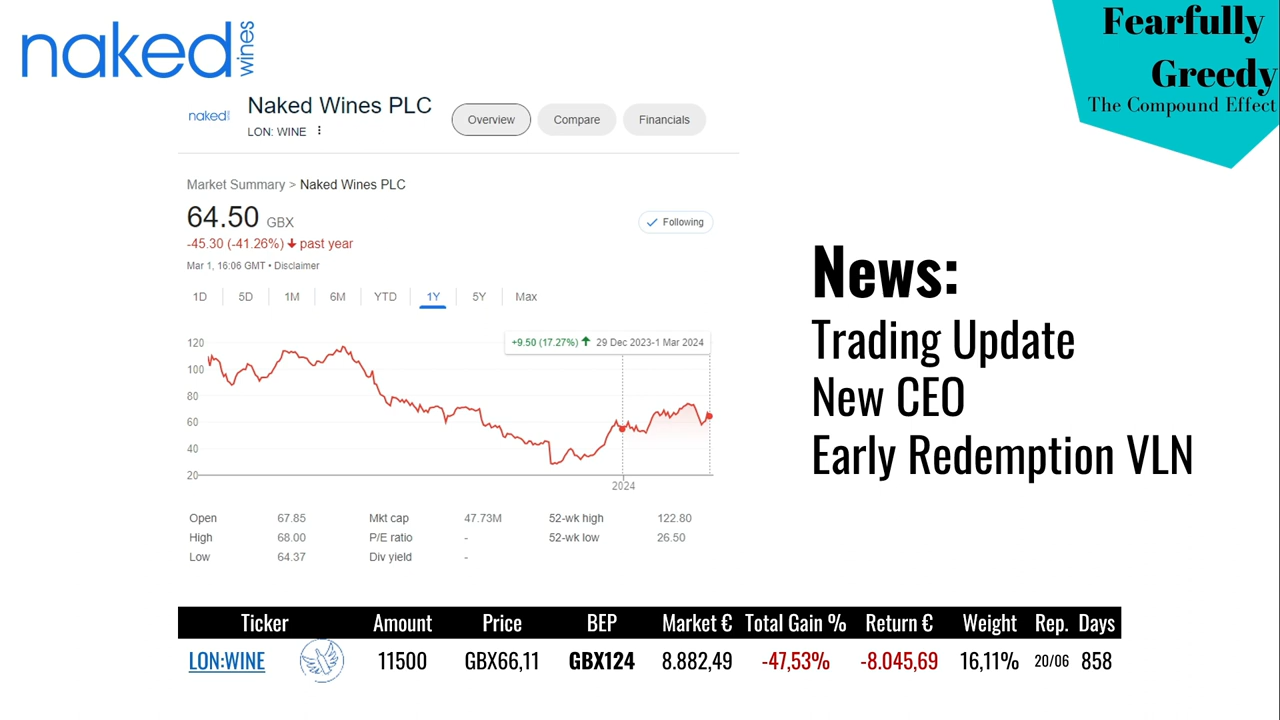 naked wines
Fearfully
Greedy
The Compound Effect
naked
Naked Wines PLC
LON: WINE
Overview
Compare
Financials
Market Summary > Naked Wines PLC
64.50 GBX
Following
-45.30 (-41.26%) past year
Mar 1, 16:06 GMT • Disclaimer
1D 5D 1M 6M YTD 1Y 5Y Max
+9.50 (17.27%) 29 Dec 2023-1 Mar 2024
120
100
80
60
40
20
2024
Open 67.85 Mkt cap 47.73M 52-wk high 122.80
High 68.00 P/E ratio - 52-wk low 26.50
Low 64.37 Div yield -
News:
Trading Update
New CEO
Early Redemption VLN
Ticker Amount Price BEP Market € Total Gain % Return € Weight Rep. Days
LON:WINE 11500 GBX66,11 GBX124 8.882,49 -47,53% -8.045,69 16,11% 20/06 858